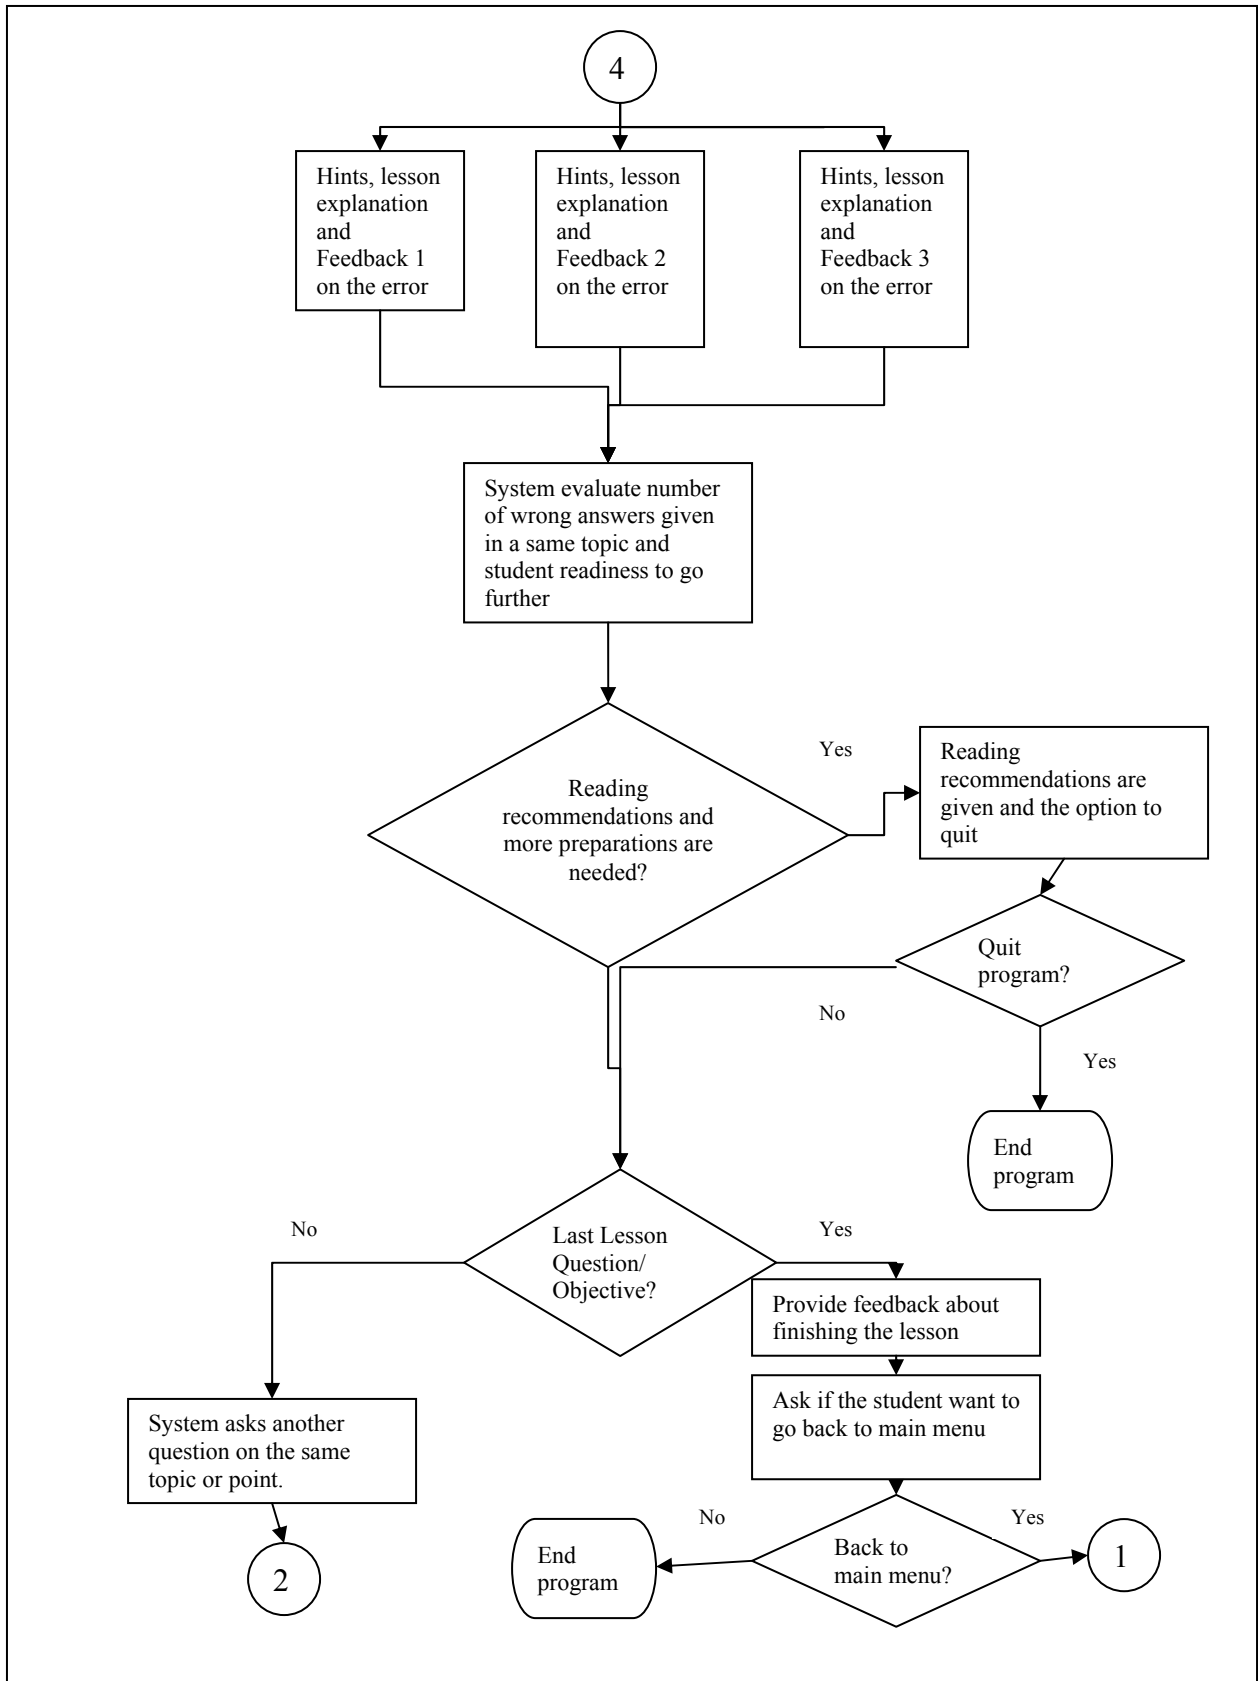 4
Hints, lesson
explanation
and
Feedback 1
on the error
Hints, lesson
explanation
and
Feedback 2
on the error
Hints, lesson
explanation
and
Feedback 3
on the error
System evaluate number
of wrong answers given
in a same topic and
student readiness to go
further
Reading
recommendations and
more preparations are
needed?
Yes
Reading
recommendations are
given and the option to
quit
Quit
program?
No
Yes
End
program
Last Lesson
Question/
Objective?
No
Yes
Provide feedback about
finishing the lesson
Ask if the student want to
go back to main menu
System asks another
question on the same
topic or point.
2
Back to
main menu?
No
Yes
End
program
1